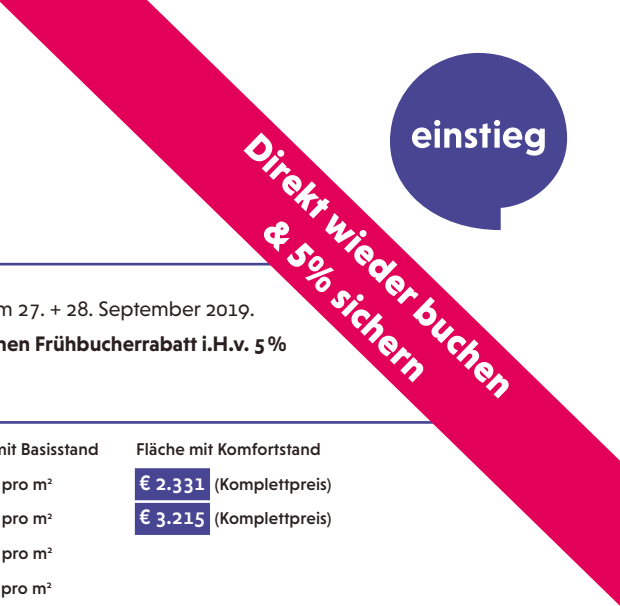 einstieg
Direkt wieder buchen
& 5% sichern
27. + 28. September 2019.
Frühbucherrabatt i.H.v. 5 %
mit Basisstand Fläche mit Komfortstand
pro m² € 2.331 (Komplettpreis)
pro m² € 3.215 (Komplettpreis)
pro m²
pro m²